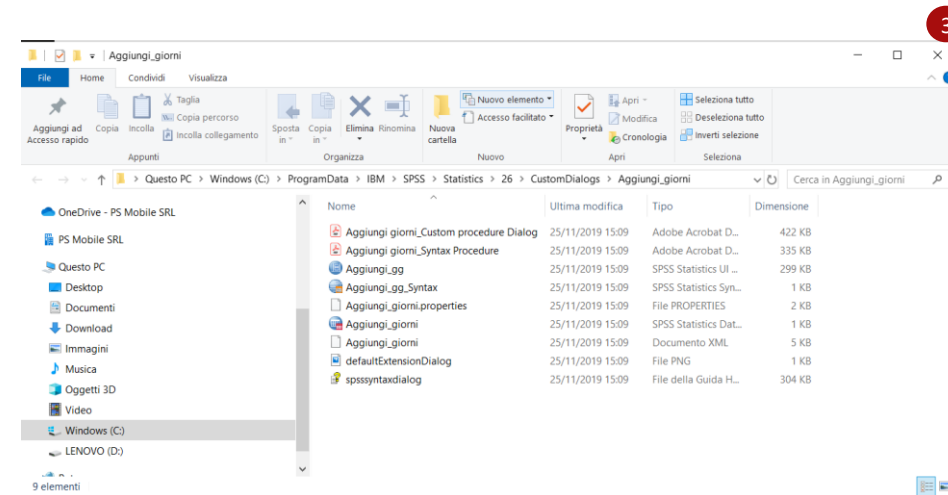 3
Aggiungi_giorni
File Home Condividi Visualizza
Aggiungi ad
Accesso rapido
Copia
Incolla
Taglia
Copia percorso
Incolla collegamento
Appunti
Sposta
in
Copia
in
Elimina
Rinomina
Organizza
Nuova
cartella
Nuovo elemento
Accesso facilitato
Nuovo
Proprietà
Apri
Modifica
Cronologia
Apri
Seleziona tutto
Deseleziona tutto
Inverti selezione
Seleziona
Questo PC > Windows (C:) > ProgramData > IBM > SPSS > Statistics > 26 > CustomDialogs > Aggiungi_giorni
Cerca in Aggiungi_giorni
OneDrive - PS Mobile SRL
PS Mobile SRL
Questo PC
Desktop
Documenti
Download
Immagini
Musica
Oggetti 3D
Video
Windows (C:)
LENOVO (D:)
Nome Ultima modifica Tipo Dimensione
Aggiungi giorni_Custom procedure Dialog 25/11/2019 15:09 Adobe Acrobat D... 422 KB
Aggiungi giorni_Syntax Procedure 25/11/2019 15:09 Adobe Acrobat D... 335 KB
Aggiungi_gg 25/11/2019 15:09 SPSS Statistics UI ... 299 KB
Aggiungi_gg_Syntax 25/11/2019 15:09 SPSS Statistics Syn... 1 KB
Aggiungi_giorni.properties 25/11/2019 15:09 File PROPERTIES 2 KB
Aggiungi_giorni 25/11/2019 15:09 SPSS Statistics Dat... 1 KB
Aggiungi_giorni 25/11/2019 15:09 Documento XML 5 KB
defaultExtensionDialog 25/11/2019 15:09 File PNG 1 KB
spsssyntaxdialog 25/11/2019 15:09 File della Guida H... 304 KB
9 elementi